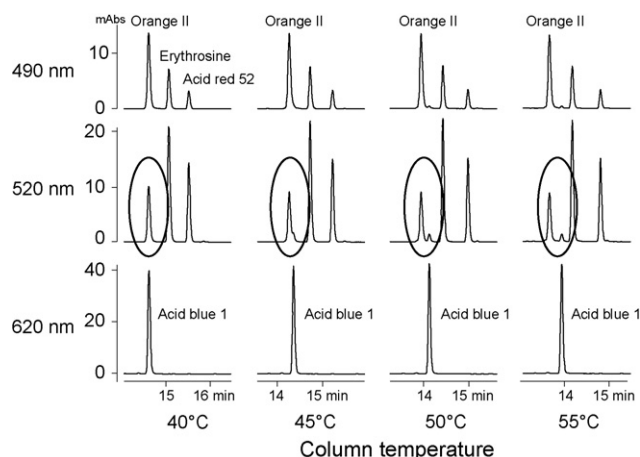 mAbs
Orange II Orange II Orange II Orange II
490 nm
10
0
Erythrosine
Acid red 52
520 nm
20
10
0
620 nm
40
20
0
Acid blue 1 Acid blue 1 Acid blue 1 Acid blue 1
15 16 min 14 15 min 14 15 min 14 15 min
40°C 45°C 50°C 55°C
Column temperature